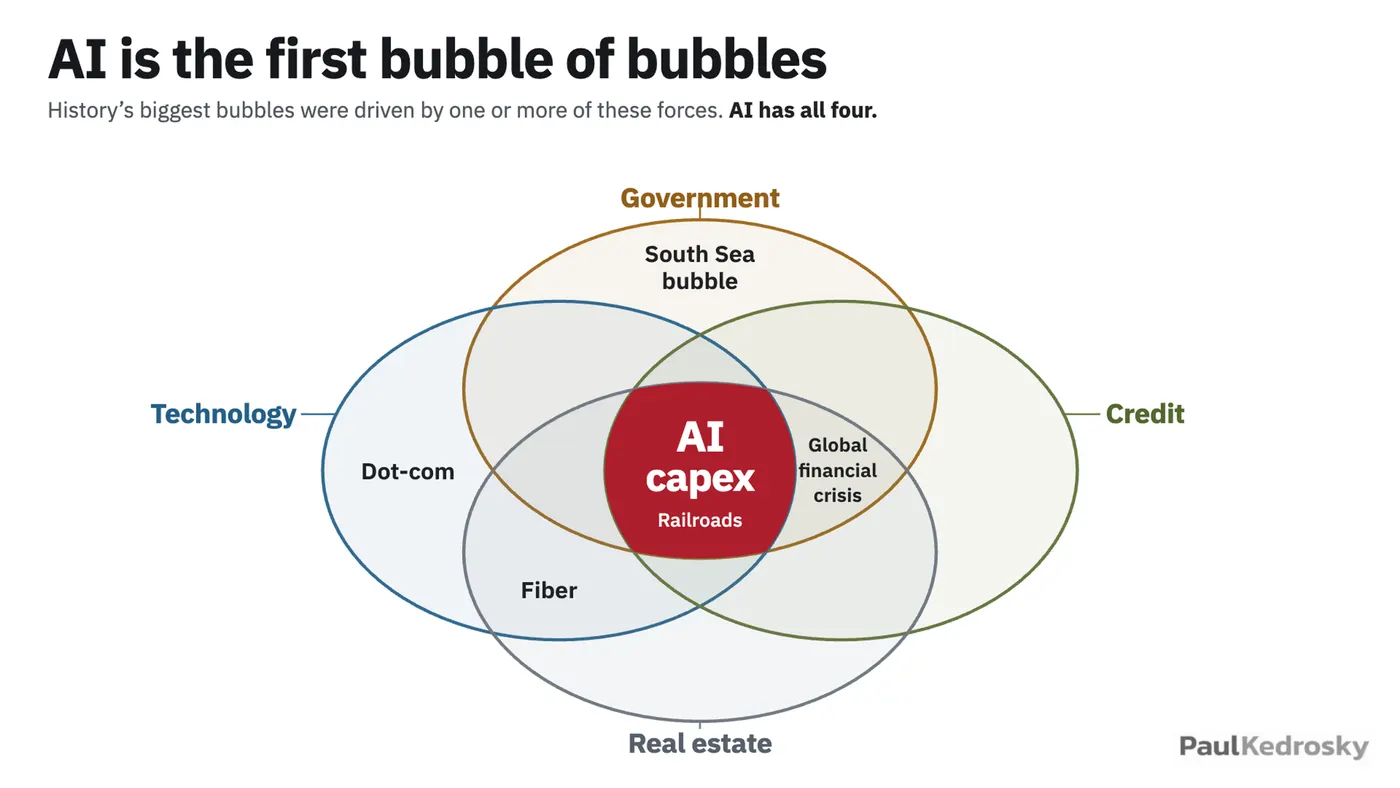 AI is the first bubble of bubbles
History’s biggest bubbles were driven by one or more of these forces. AI has all four.
Government
South Sea
bubble
Technology
Credit
Dot-com
AI
capex
Railroads
Global
financial
crisis
Fiber
Real estate
PaulKedrosky